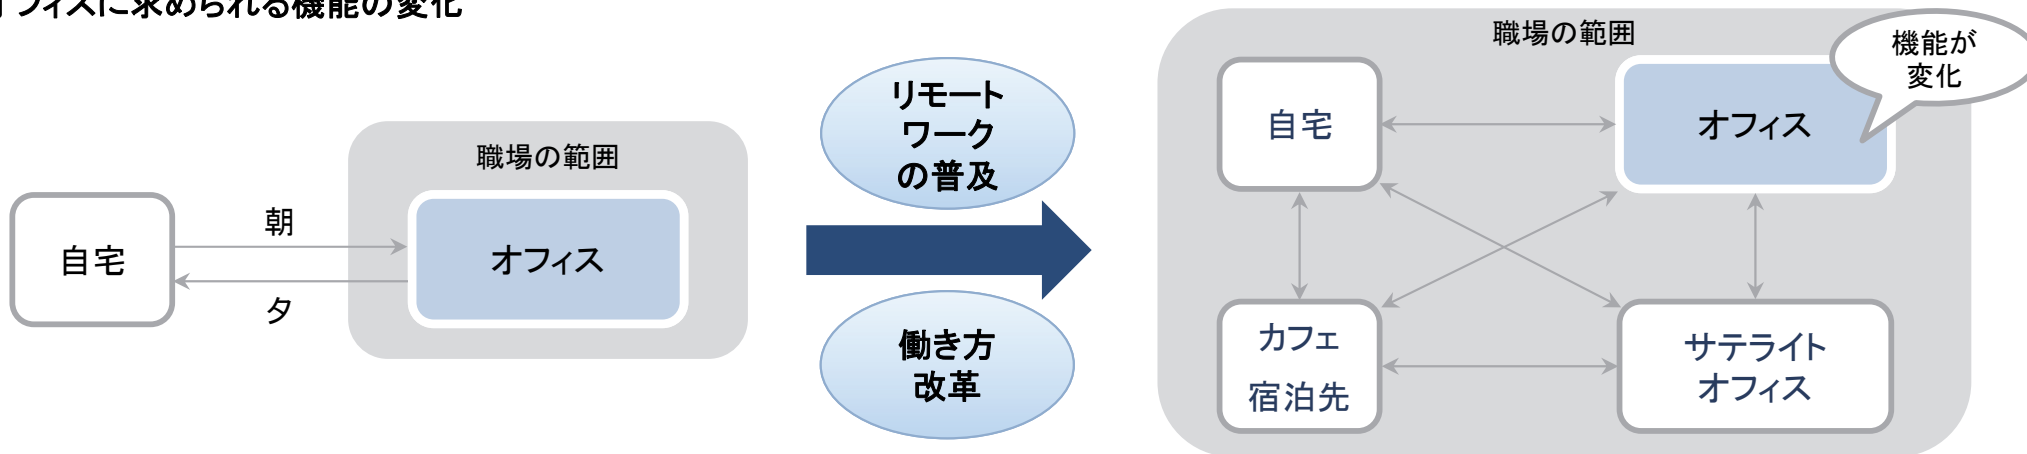 オフィスに求められる機能の変化
職場の範囲
自宅
朝
夕
オフィス
リモート
ワーク
の普及
働き方
改革
職場の範囲
機能が
変化
自宅
オフィス
カフェ
宿泊先
サテライト
オフィス